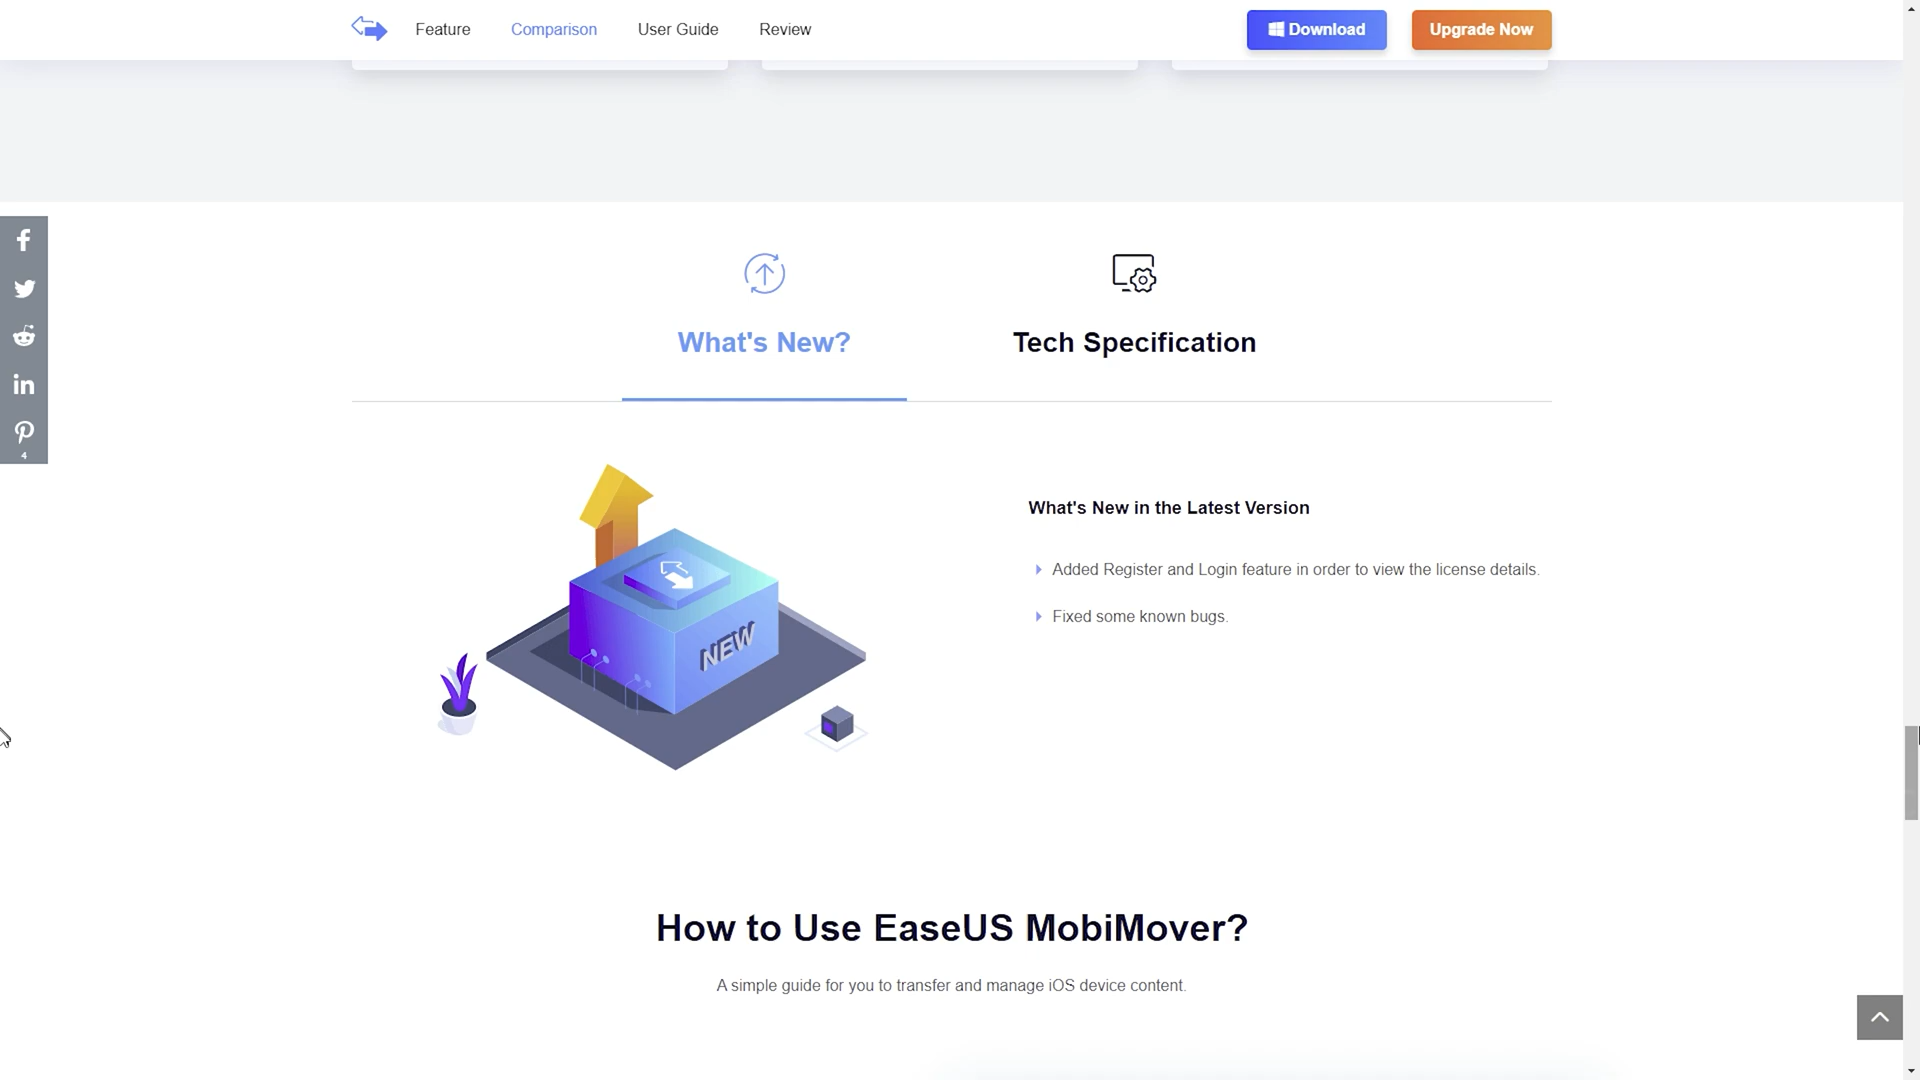 Feature Comparison User Guide Review Download Upgrade Now
What's New? Tech Specification
4
What's New in the Latest Version
Added Register and Login feature in order to view the license details.
Fixed some known bugs.
NEW
How to Use EaseUS MobiMover?
A simple guide for you to transfer and manage iOS device content.